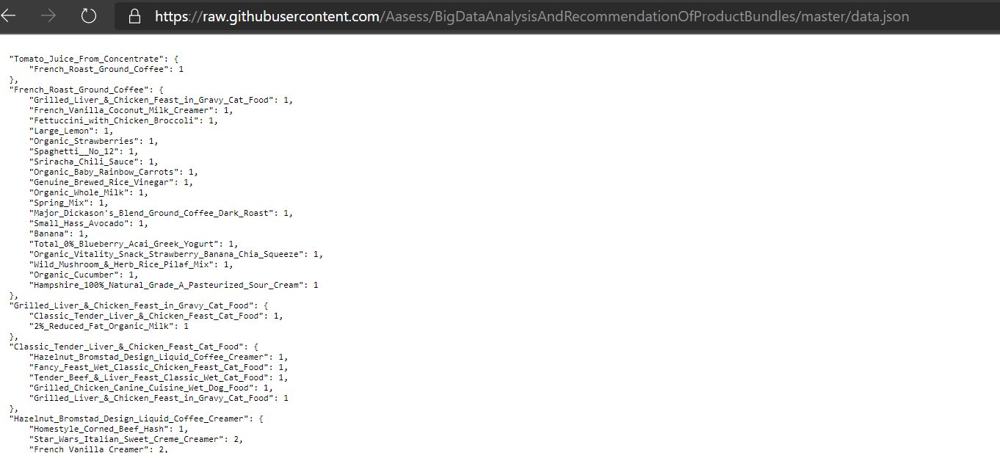 https://raw.githubusercontent.com/Aasess/BigDataAnalysisAndRecommendationOfProductBundles/master/data.json
"Tomato_Juice_From_Concentrate": {
"French_Roast_Ground_Coffee": 1
},
"French_Roast_Ground_Coffee": {
"Grilled_Liver_&_Chicken_Feast_in_Gravy_Cat_Food": 1,
"French_Vanilla_Coconut_Milk_Creamer": 1,
"Fettuccini_with_Chicken_Broccoli": 1,
"Large_Lemon": 1,
"Organic_Strawberries": 1,
"Spaghetti__No_12": 1,
"Sriracha_Chili_Sauce": 1,
"Organic_Baby_Rainbow_Carrots": 1,
"Genuine_Brewed_Rice_Vinegar": 1,
"Organic_Whole_Milk": 1,
"Spring_Mix": 1,
"Major_Dickason's_Blend_Ground_Coffee_Dark_Roast": 1,
"Small_Hass_Avocado": 1,
"Banana": 1,
"Total_0%_Blueberry_Acai_Greek_Yogurt": 1,
"Organic_Vitality_Snack_Strawberry_Banana_Chia_Squeeze": 1,
"Wild_Mushroom_&_Herb_Rice_Pilaf_Mix": 1,
"Organic_Cucumber": 1,
"Hampshire_100%_Natural_Grade_A_Pasteurized_Sour_Cream": 1
},
"Grilled_Liver_&_Chicken_Feast_in_Gravy_Cat_Food": {
"Classic_Tender_Liver_&_Chicken_Feast_Cat_Food": 1,
"2%_Reduced_Fat_Organic_Milk": 1
},
"Classic_Tender_Liver_&_Chicken_Feast_Cat_Food": {
"Hazelnut_Bromstad_Design_Liquid_Coffee_Creamer": 1,
"Fancy_Feast_Wet_Classic_Chicken_Feast_Cat_Food": 1,
"Tender_Beef_&_Liver_Feast_Classic_Wet_Cat_Food": 1,
"Grilled_Chicken_Canine_Cuisine_Wet_Dog_Food": 1,
"Grilled_Liver_&_Chicken_Feast_in_Gravy_Cat_Food": 1
},
"Hazelnut_Bromstad_Design_Liquid_Coffee_Creamer": {
"Homestyle_Corned_Beef_Hash": 1,
"Star_Wars_Italian_Sweet_Creme_Creamer": 2,
"French_Vanilla_Creamer": 2,